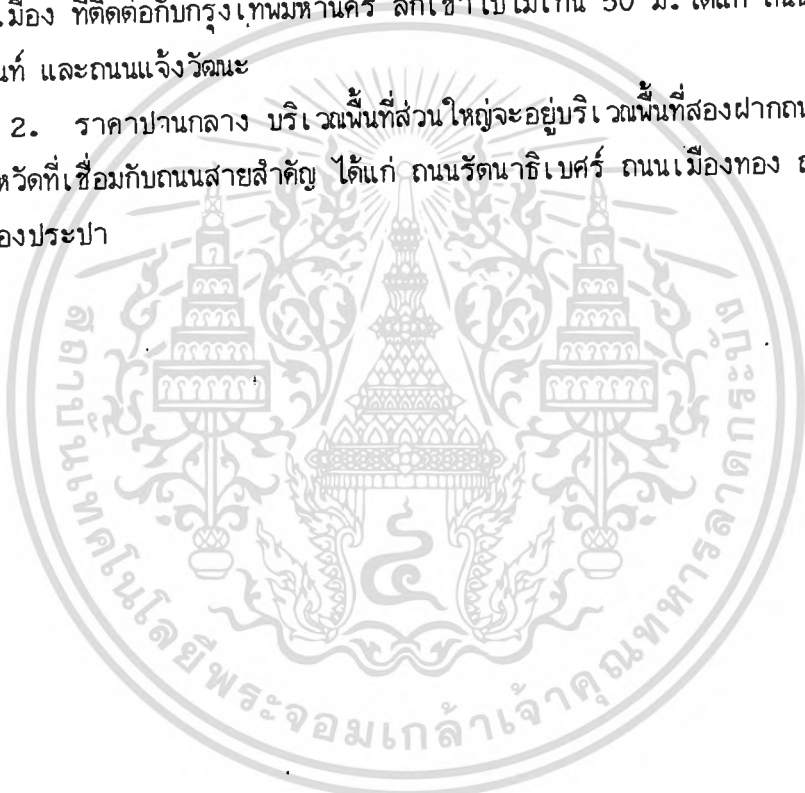 เมือง ที่ติดต่อกับกรุงเทพมหานคร ลึกเข้าไปไม่เกิน 50 ม. ได้แก่ ถนน
นท์ และถนนแจ้งวัฒนะ
2. ราคาปานกลาง บริเวณพื้นที่ส่วนใหญ่จะอยู่บริเวณพื้นที่สองฝากถน
หวัดที่เชื่อมกับถนนสายสำคัญ ได้แก่ ถนนรัตนาธิเบศร์ ถนนเมืองทอง ถ
องประปา
สถาบันเทคโนโลยีพระจอมเกล้าเจ้าคุณทหารลาดกระบัง
๔